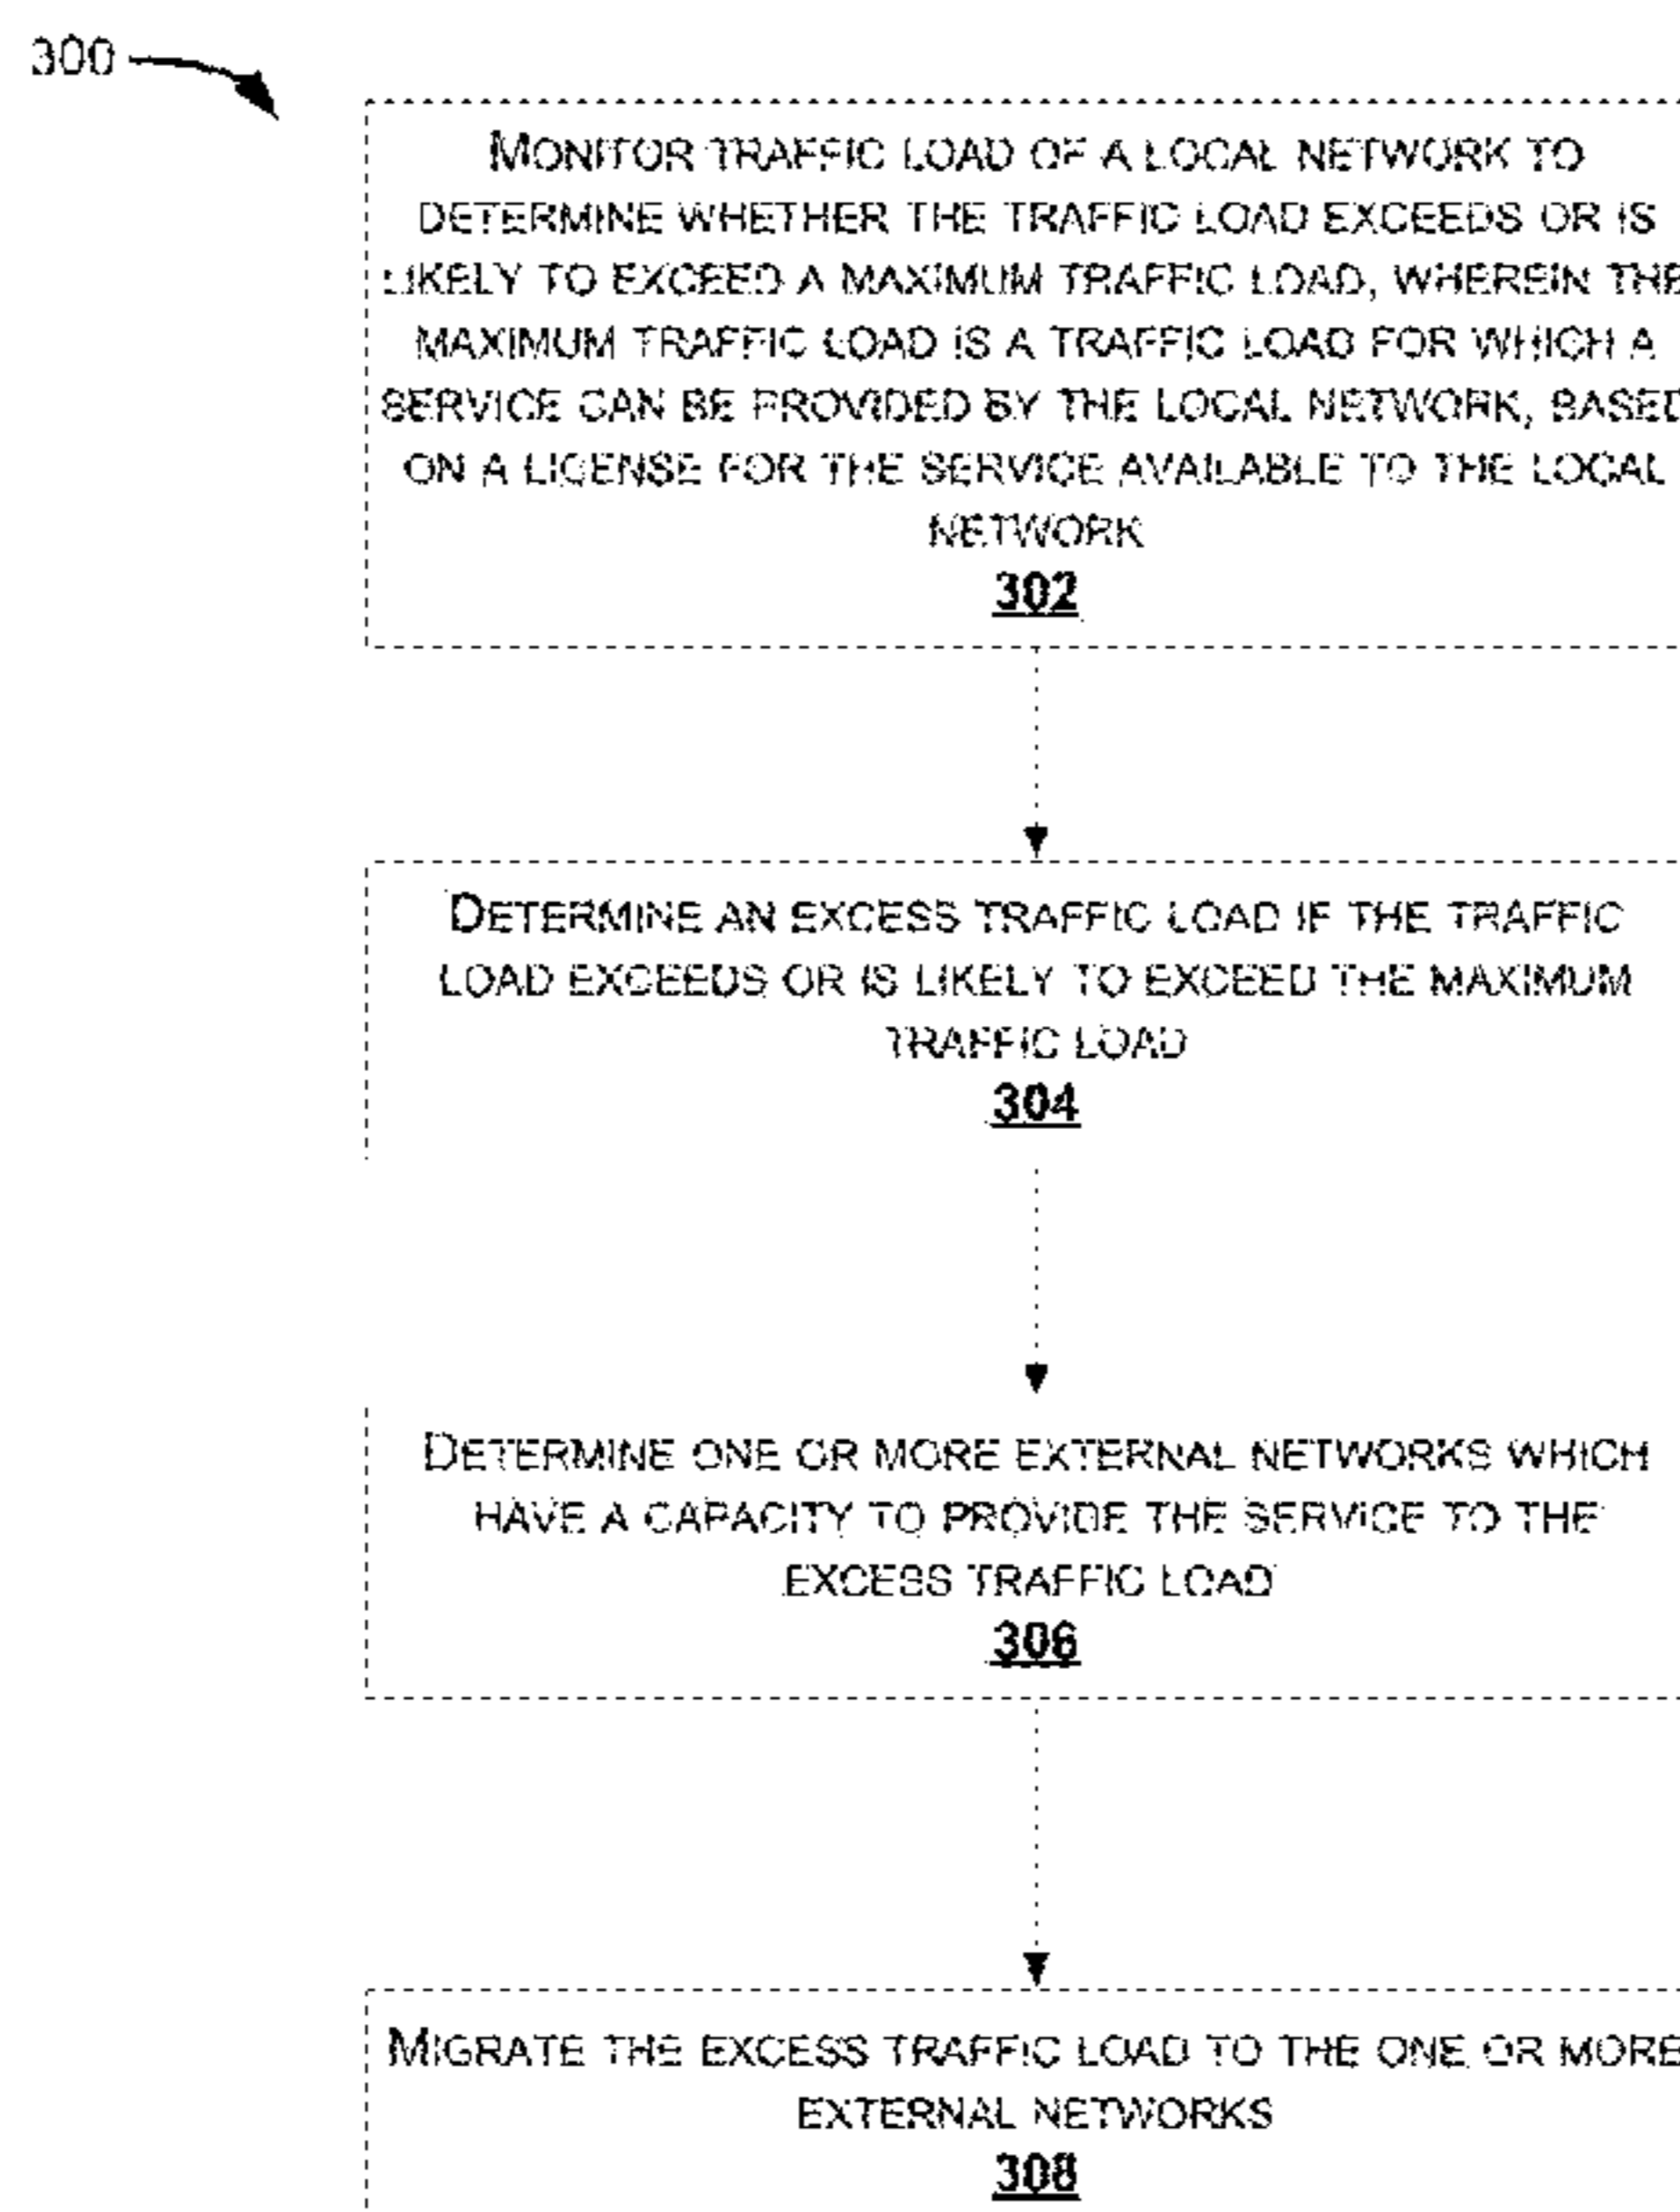 300
MONITOR TRAFFIC LOAD OF A LOCAL NETWORK TO
DETERMINE WHETHER THE TRAFFIC LOAD EXCEEDS OR IS
LIKELY TO EXCEED A MAXIMUM TRAFFIC LOAD, WHEREIN THE
MAXIMUM TRAFFIC LOAD IS A TRAFFIC LOAD FOR WHICH A
SERVICE CAN BE PROVIDED BY THE LOCAL NETWORK, BASED
ON A LICENSE FOR THE SERVICE AVAILABLE TO THE LOCAL
NETWORK
302
DETERMINE AN EXCESS TRAFFIC LOAD IF THE TRAFFIC
LOAD EXCEEDS OR IS LIKELY TO EXCEED THE MAXIMUM
TRAFFIC LOAD
304
DETERMINE ONE OR MORE EXTERNAL NETWORKS WHICH
HAVE A CAPACITY TO PROVIDE THE SERVICE TO THE
EXCESS TRAFFIC LOAD
306
MIGRATE THE EXCESS TRAFFIC LOAD TO THE ONE OR MORE
EXTERNAL NETWORKS
308